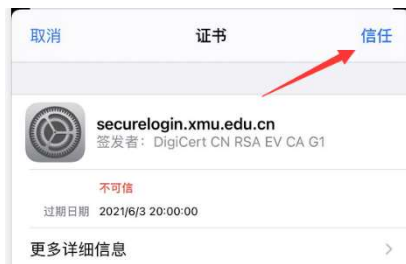 取消 证书 信任
securelogin.xmu.edu.cn
签发者：DigiCert CN RSA EV CA G1
不可信
过期日期 2021/6/3 20:00:00
更多详细信息